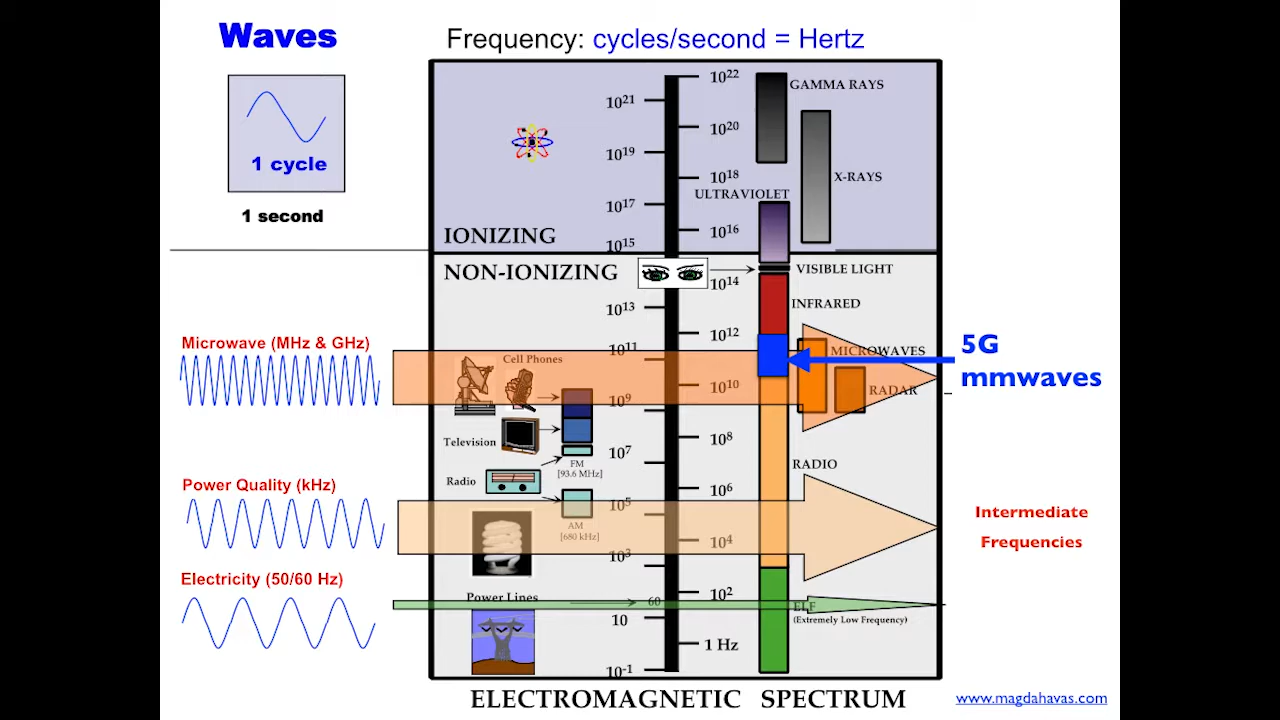 Waves
Frequency: cycles/second = Hertz
1 cycle
1 second
10²²
GAMMA RAYS
10²¹
10²⁰
10¹⁹
10¹⁸
X-RAYS
ULTRAVIOLET
10¹⁷
10¹⁶
IONIZING
10¹⁵
NON-IONIZING
VISIBLE LIGHT
10¹⁴
INFRARED
10¹³
10¹²
Microwave (MHz & GHz)
10¹¹
MICROWAVES
5G
mmwaves
Cell Phones
10¹⁰
RADAR
10⁹
Television
10⁸
10⁷
FM
[93.6 MHz]
RADIO
Radio
10⁶
Power Quality (kHz)
10⁵
AM
[680 kHz]
Intermediate
Frequencies
10⁴
10³
Electricity (50/60 Hz)
Power Lines
60
10²
ELF
(Extremely Low Frequency)
10
1 Hz
10⁻¹
ELECTROMAGNETIC SPECTRUM
www.magdahavas.com